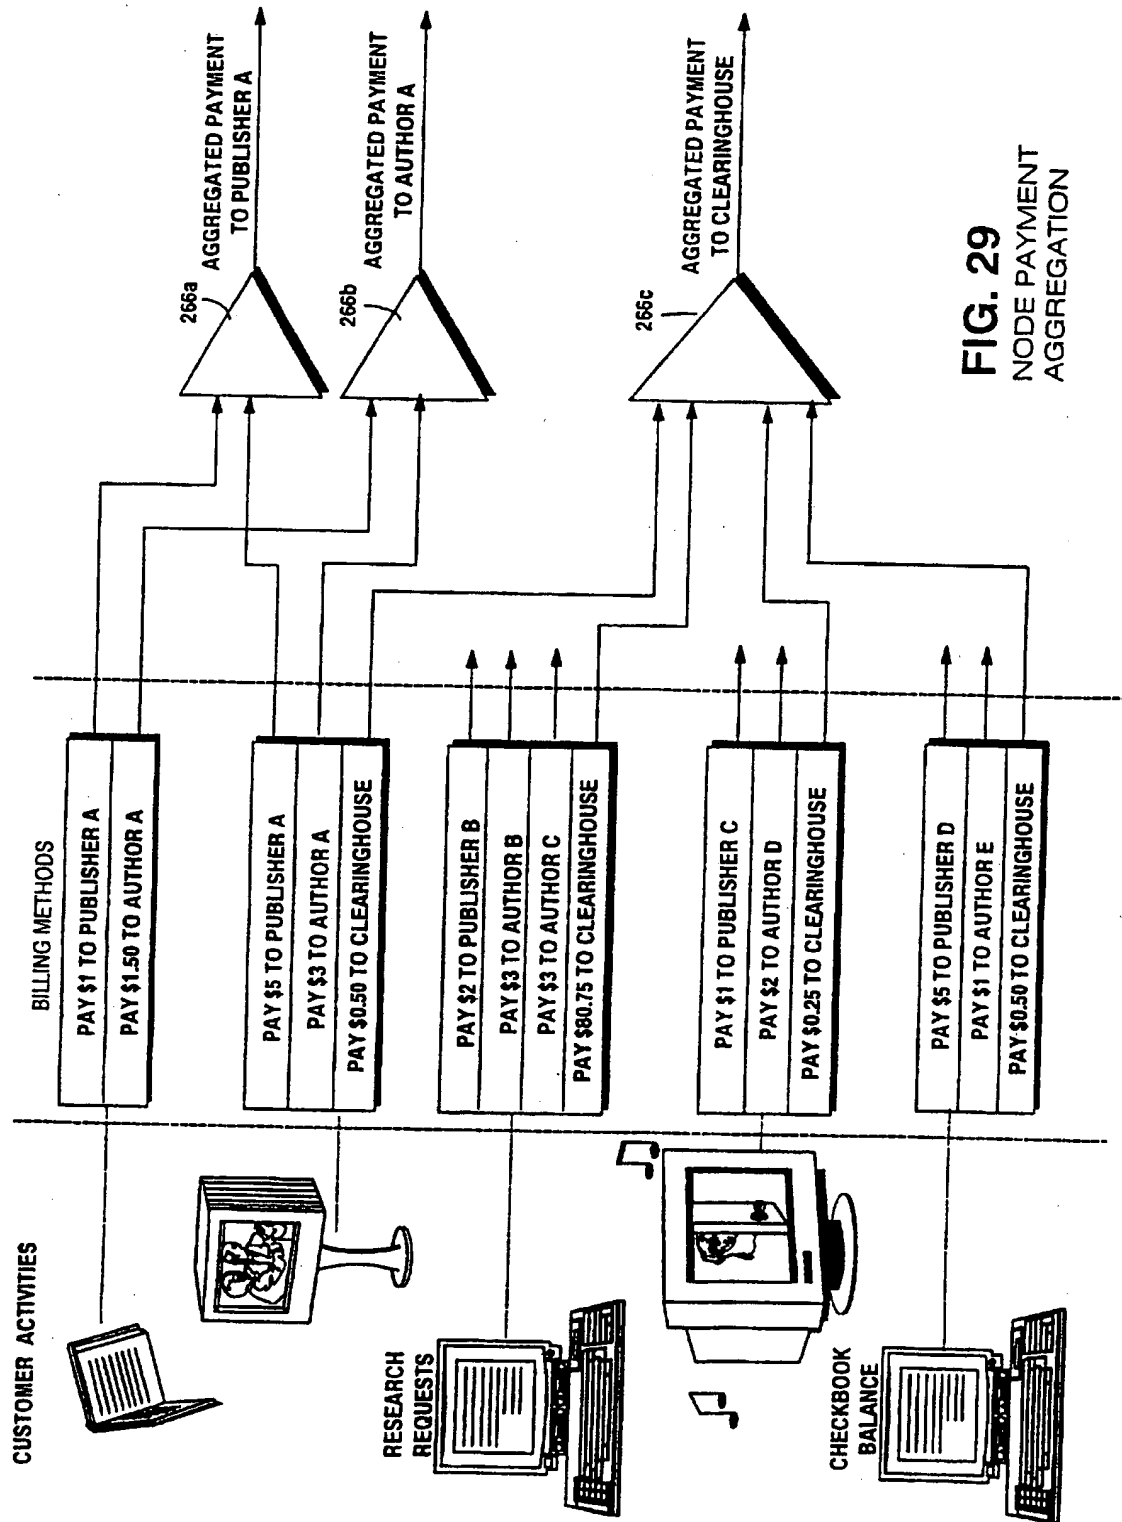 CUSTOMER ACTIVITIES
RESEARCH
REQUESTS
CHECKBOOK
BALANCE
BILLING METHODS
PAY $1 TO PUBLISHER A
PAY $1.50 TO AUTHOR A
PAY $5 TO PUBLISHER A
PAY $3 TO AUTHOR A
PAY $0.50 TO CLEARINGHOUSE
PAY $2 TO PUBLISHER B
PAY $3 TO AUTHOR B
PAY $3 TO AUTHOR C
PAY $80.75 TO CLEARINGHOUSE
PAY $1 TO PUBLISHER C
PAY $2 TO AUTHOR D
PAY $0.25 TO CLEARINGHOUSE
PAY $5 TO PUBLISHER D
PAY $1 TO AUTHOR E
PAY $0.50 TO CLEARINGHOUSE
266a
266b
266c
AGGREGATED PAYMENT
TO PUBLISHER A
AGGREGATED PAYMENT
TO AUTHOR A
AGGREGATED PAYMENT
TO CLEARINGHOUSE
FIG. 29
NODE PAYMENT
AGGREGATION